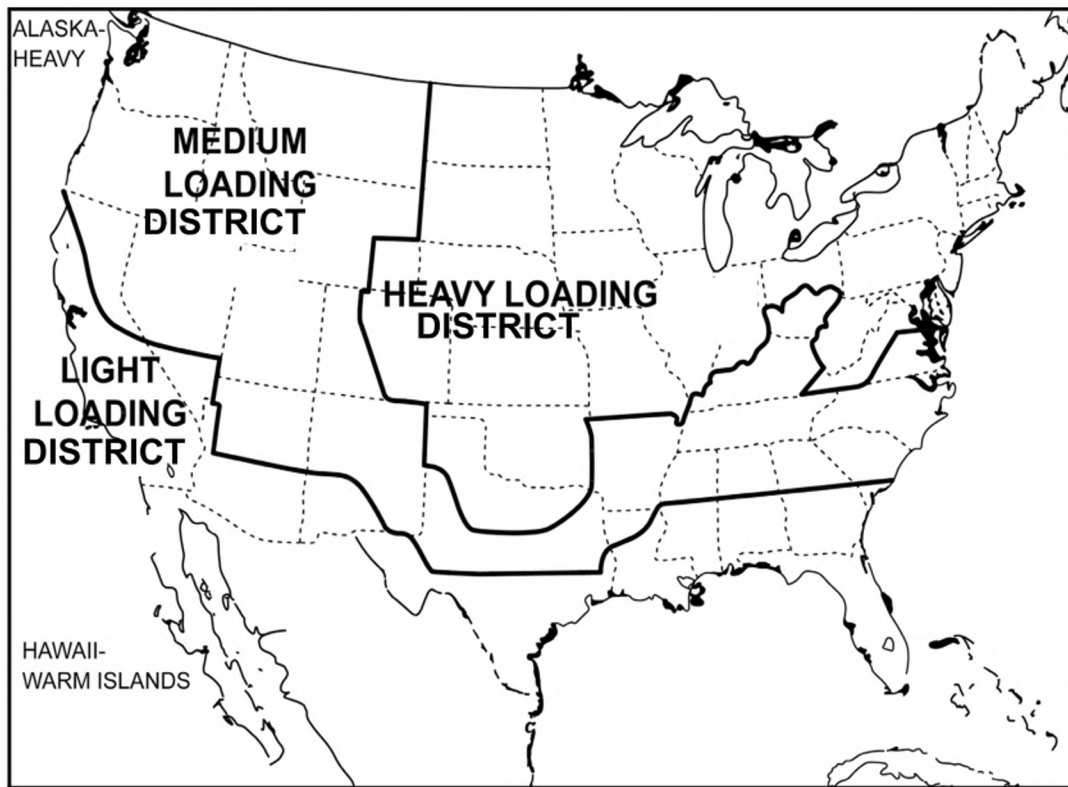 ALASKA-
HEAVY
MEDIUM
LOADING
DISTRICT
HEAVY LOADING
DISTRICT
LIGHT
LOADING
DISTRICT
HAWAII-
WARM ISLANDS